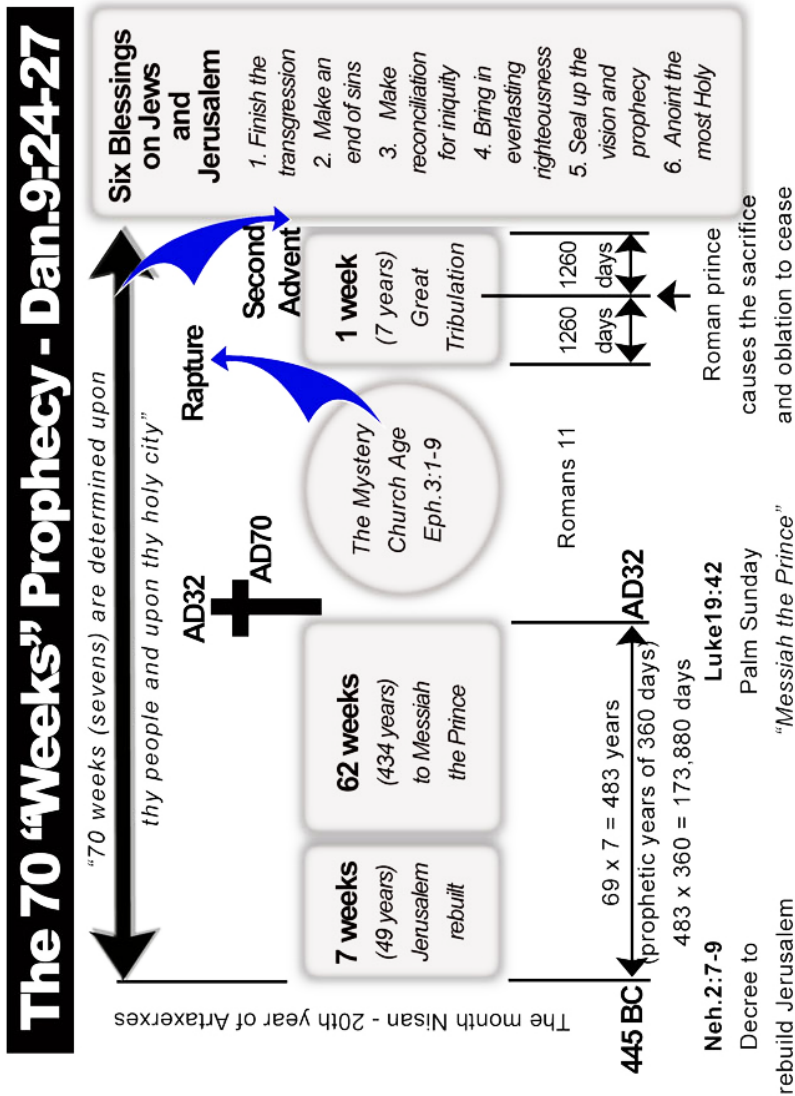 The 70 “Weeks” Prophecy - Dan.9:24-27
“70 weeks (sevens) are determined upon
thy people and upon thy holy city”
Six Blessings
on Jews
and
Jerusalem
1. Finish the
transgression
2. Make an
end of sins
3. Make
reconciliation
for iniquity
4. Bring in
everlasting
righteousness
5. Seal up the
vision and
prophecy
6. Anoint the
most Holy
The month Nisan - 20th year of Artaxerxes
AD32
AD70
Rapture
Second
Advent
7 weeks
(49 years)
Jerusalem
rebuilt
62 weeks
(434 years)
to Messiah
the Prince
The Mystery
Church Age
Eph.3:1-9
1 week
(7 years)
Great
Tribulation
Romans 11
1260
days
1260
days
69 x 7 = 483 years
(prophetic years of 360 days)
483 x 360 = 173,880 days
445 BC
AD32
Neh.2:7-9
Decree to
rebuild Jerusalem
Luke19:42
Palm Sunday
“Messiah the Prince”
Roman prince
causes the sacrifice
and oblation to cease